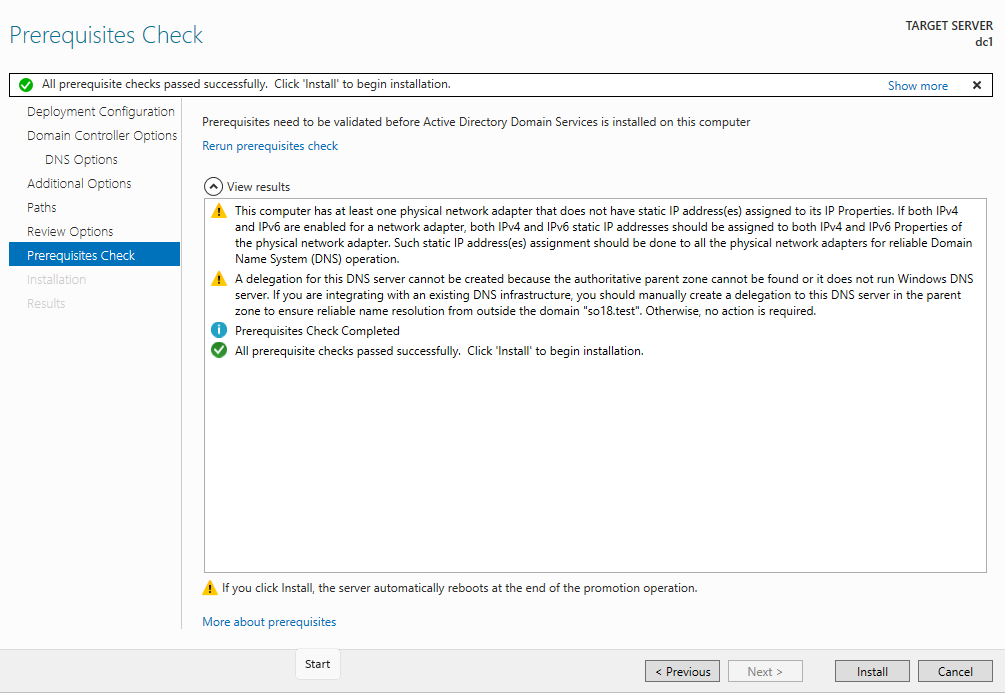 Prerequisites Check
TARGET SERVER
dc1
All prerequisite checks passed successfully.  Click 'Install' to begin installation.
Show more
Deployment Configuration
Domain Controller Options
DNS Options
Additional Options
Paths
Review Options
Prerequisites Check
Installation
Results
Prerequisites need to be validated before Active Directory Domain Services is installed on this computer
Rerun prerequisites check
View results
This computer has at least one physical network adapter that does not have static IP address(es) assigned to its IP Properties. If both IPv4
and IPv6 are enabled for a network adapter, both IPv4 and IPv6 static IP addresses should be assigned to both IPv4 and IPv6 Properties of
the physical network adapter. Such static IP address(es) assignment should be done to all the physical network adapters for reliable Domain
Name System (DNS) operation.
A delegation for this DNS server cannot be created because the authoritative parent zone cannot be found or it does not run Windows DNS
server. If you are integrating with an existing DNS infrastructure, you should manually create a delegation to this DNS server in the parent
zone to ensure reliable name resolution from outside the domain "so18.test". Otherwise, no action is required.
Prerequisites Check Completed
All prerequisite checks passed successfully.  Click 'Install' to begin installation.
If you click Install, the server automatically reboots at the end of the promotion operation.
More about prerequisites
Start
< Previous
Next >
Install
Cancel